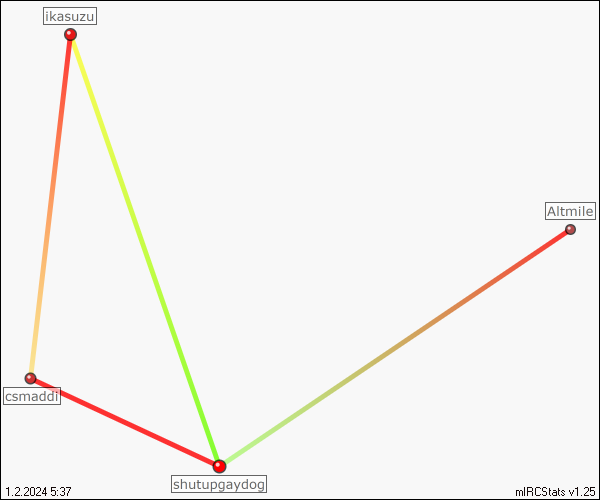 ikasuzu
Altmile
csmaddi
shutupgaydog
1.2.2024 5:37
mIRCStats v1.25